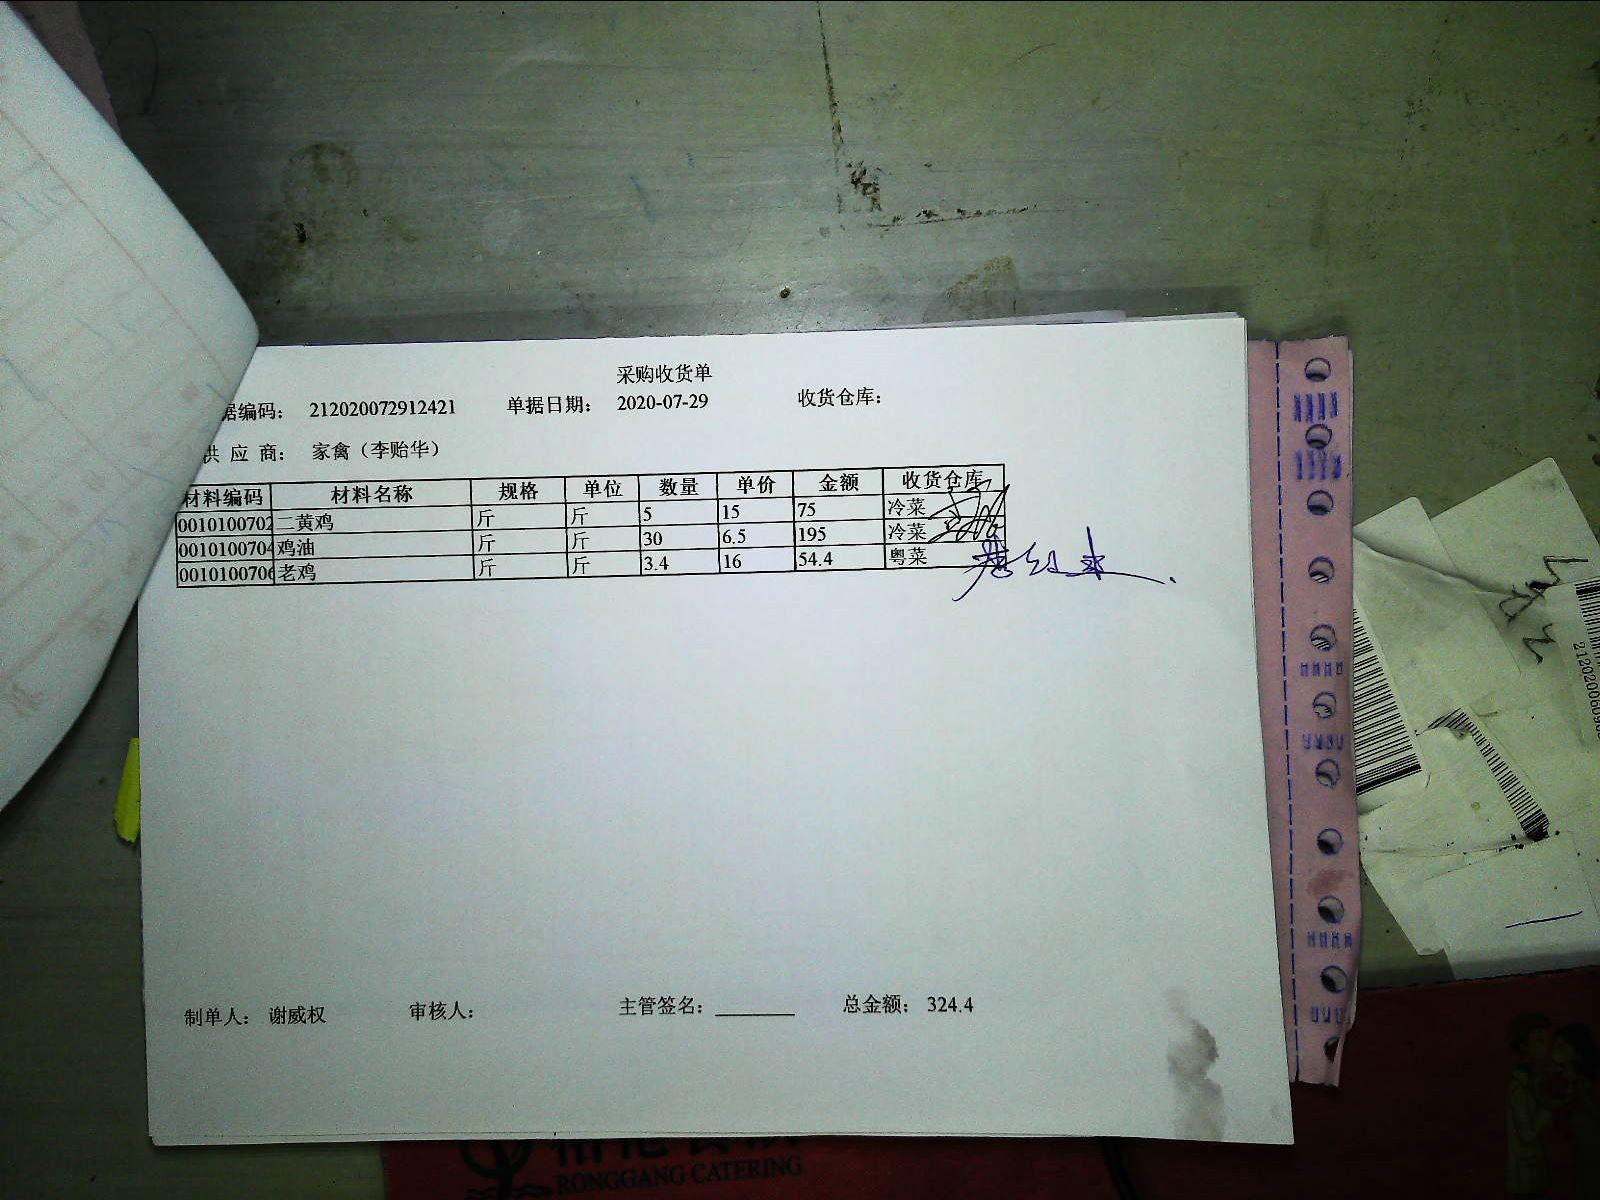 采购收货单
据编码： 212020072912421 单据日期： 2020-07-29 收货仓库：
供 应 商： 家禽（李贻华）
材料编码 材料名称 规格 单位 数量 单价 金额 收货仓库
0010100702 二黄鸡 斤 斤 5 15 75 冷菜
0010100704 鸡油 斤 斤 30 6.5 195 冷菜
0010100706 老鸡 斤 斤 3.4 16 54.4 粤菜
制单人： 谢威权 审核人： 主管签名： 总金额： 324.4
RONGGANG CATERING